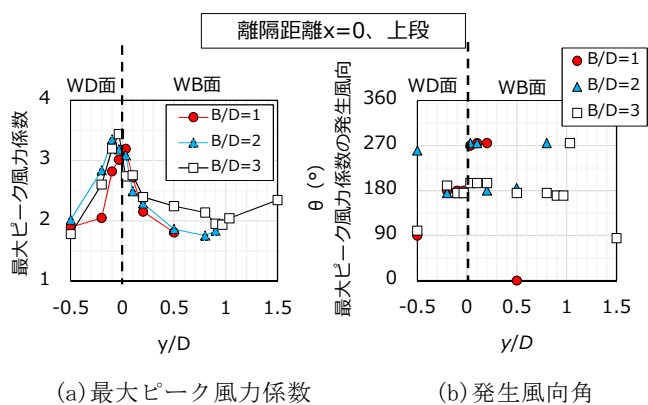 離隔距離x=0、上段
WD面
WB面
最大ピーク風力係数
4
3
2
1
B/D=1
B/D=2
B/D=3
-0.5
0
0.5
1
1.5
y/D
(a)最大ピーク風力係数
WD面
WB面
B/D=1
B/D=2
B/D=3
最大ピーク風力係数の発生風向
θ(°)
360
270
180
90
0
-0.5
0
0.5
1
1.5
y/D
(b)発生風向角